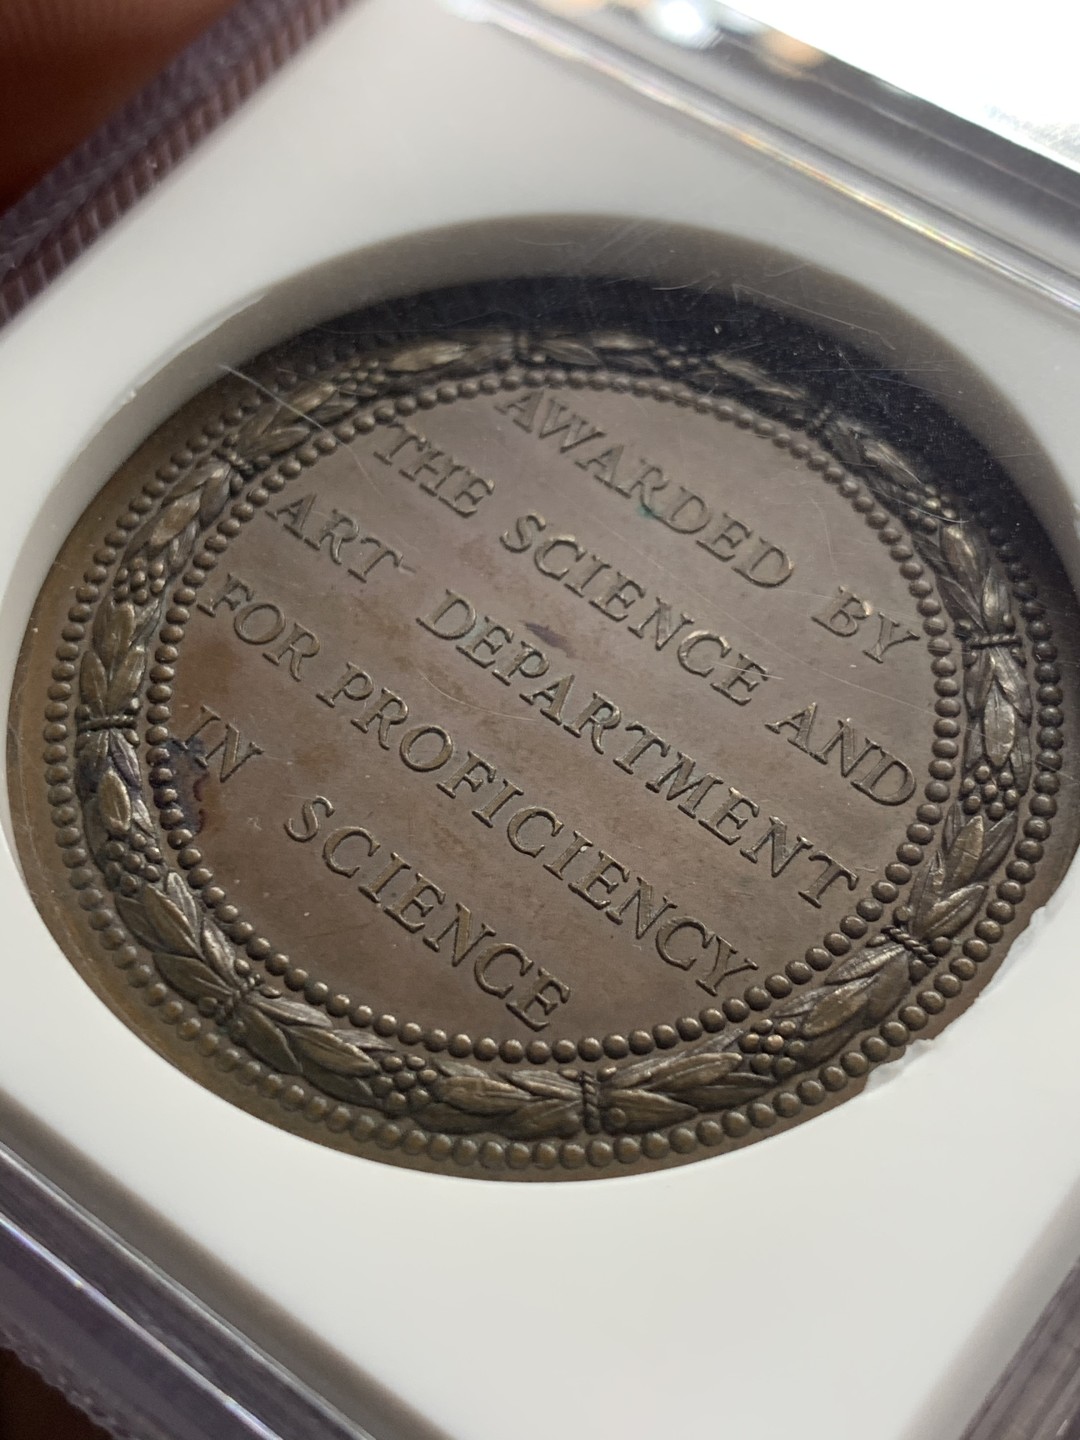 AWARDED BY
THE SCIENCE AND
ART DEPARTMENT
FOR PROFICIENCY
IN SCIENCE